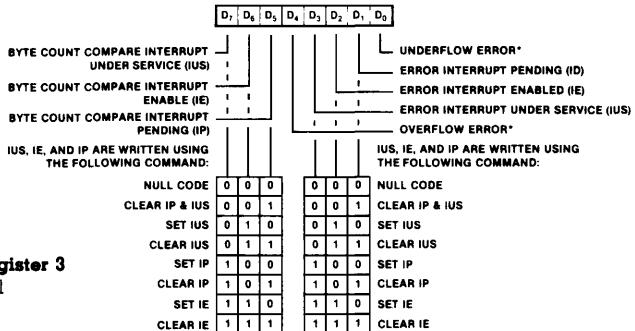 D7 D6 D5 D4 D3 D2 D1 D0
BYTE COUNT COMPARE INTERRUPT
UNDER SERVICE (IUS)
BYTE COUNT COMPARE INTERRUPT
ENABLE (IE)
BYTE COUNT COMPARE INTERRUPT
PENDING (IP)
IUS, IE, AND IP ARE WRITTEN USING
THE FOLLOWING COMMAND:
UNDERFLOW ERROR*
ERROR INTERRUPT PENDING (ID)
ERROR INTERRUPT ENABLED (IE)
ERROR INTERRUPT UNDER SERVICE (IUS)
OVERFLOW ERROR*
IUS, IE, AND IP ARE WRITTEN USING
THE FOLLOWING COMMAND:
NULL CODE 0 0 0 0 0 0 NULL CODE
CLEAR IP & IUS 0 0 1 0 0 1 CLEAR IP & IUS
SET IUS 0 1 0 0 1 0 SET IUS
CLEAR IUS 0 1 1 0 1 1 CLEAR IUS
SET IP 1 0 0 1 0 0 SET IP
CLEAR IP 1 0 1 1 0 1 CLEAR IP
SET IE 1 1 0 1 1 0 SET IE
CLEAR IE 1 1 1 1 1 1 CLEAR IE
gister 3